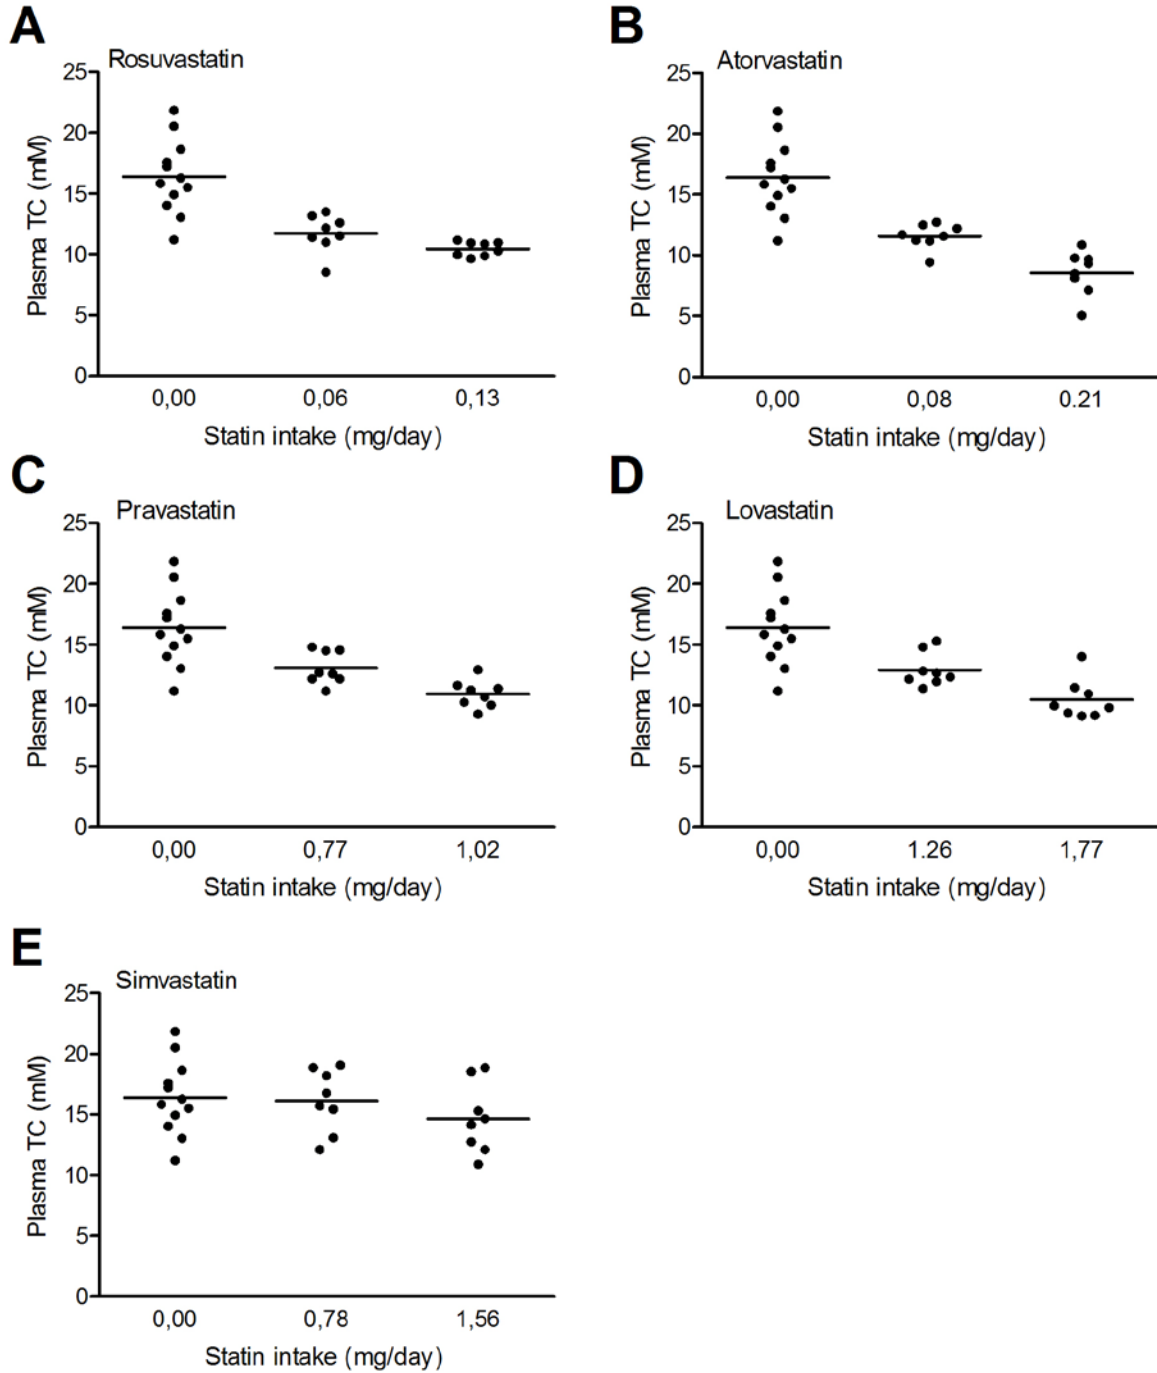 A
Rosuvastatin
25
20
15
10
5
0
Plasma TC (mM)
0,00 0,06 0,13
Statin intake (mg/day)
B
Atorvastatin
25
20
15
10
5
0
Plasma TC (mM)
0,00 0,08 0.21
Statin intake (mg/day)
C
Pravastatin
25
20
15
10
5
0
Plasma TC (mM)
0,00 0,77 1,02
Statin intake (mg/day)
D
Lovastatin
25
20
15
10
5
0
Plasma TC (mM)
0,00 1.26 1,77
Statin intake (mg/day)
E
Simvastatin
25
20
15
10
5
0
Plasma TC (mM)
0,00 0,78 1,56
Statin intake (mg/day)